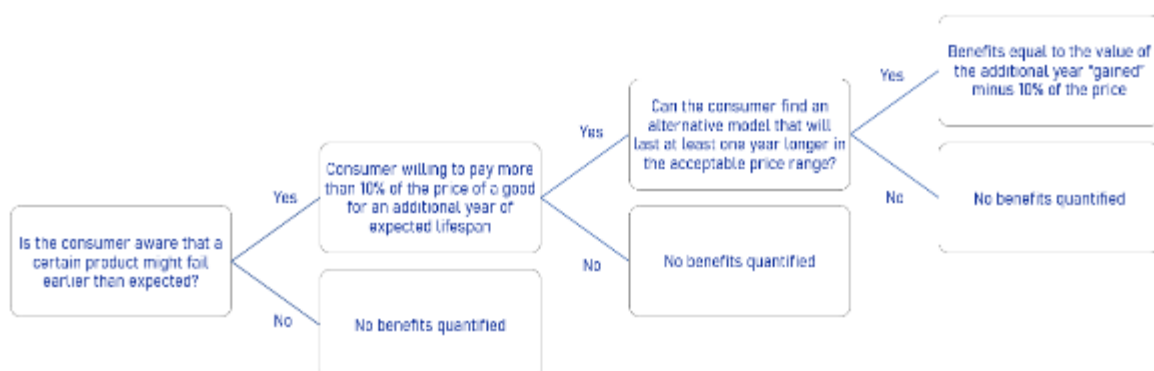 Is the consumer aware that a
certain product might fail
earlier than expected?
Yes
No
Consumer willing to pay more
than 10% of the price of a good
for an additional year of
expected lifespan
No benefits quantified
Yes
No
Can the consumer find an
alternative model that will
last at least one year longer in
the acceptable price range?
No benefits quantified
Yes
No
Benefits equal to the value of
the additional year "gained"
minus 10% of the price
No benefits quantified